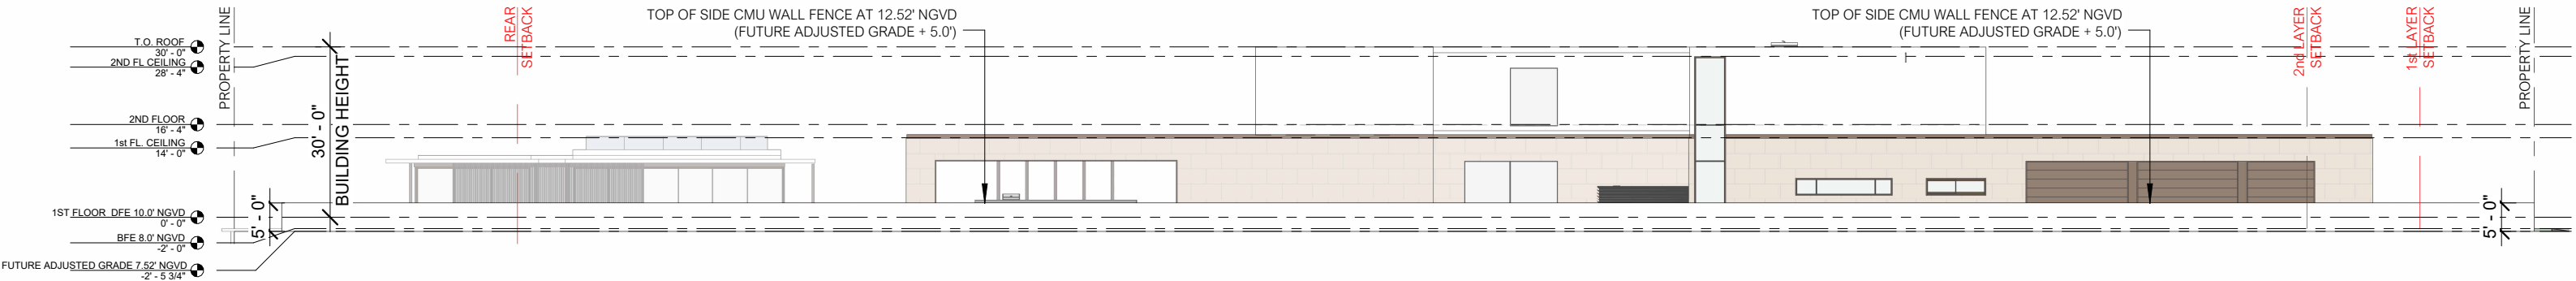 T.O. ROOF
30' - 0"
2ND FL CEILING
28' - 4"
2ND FLOOR
16' - 4"
1st FL. CEILING
14' - 0"
1ST FLOOR DFE 10.0' NGVD
0' - 0"
BFE 8.0' NGVD
-2' - 0"
FUTURE ADJUSTED GRADE 7.52' NGVD
-2' - 5 3/4"
PROPERTY LINE
5' - 0"
30' - 0"
BUILDING HEIGHT
REAR
SETBACK
TOP OF SIDE CMU WALL FENCE AT 12.52' NGVD
(FUTURE ADJUSTED GRADE + 5.0')
TOP OF SIDE CMU WALL FENCE AT 12.52' NGVD
(FUTURE ADJUSTED GRADE + 5.0')
2nd LAYER
SETBACK
1st LAYER
SETBACK
5' - 0"
PROPERTY LINE